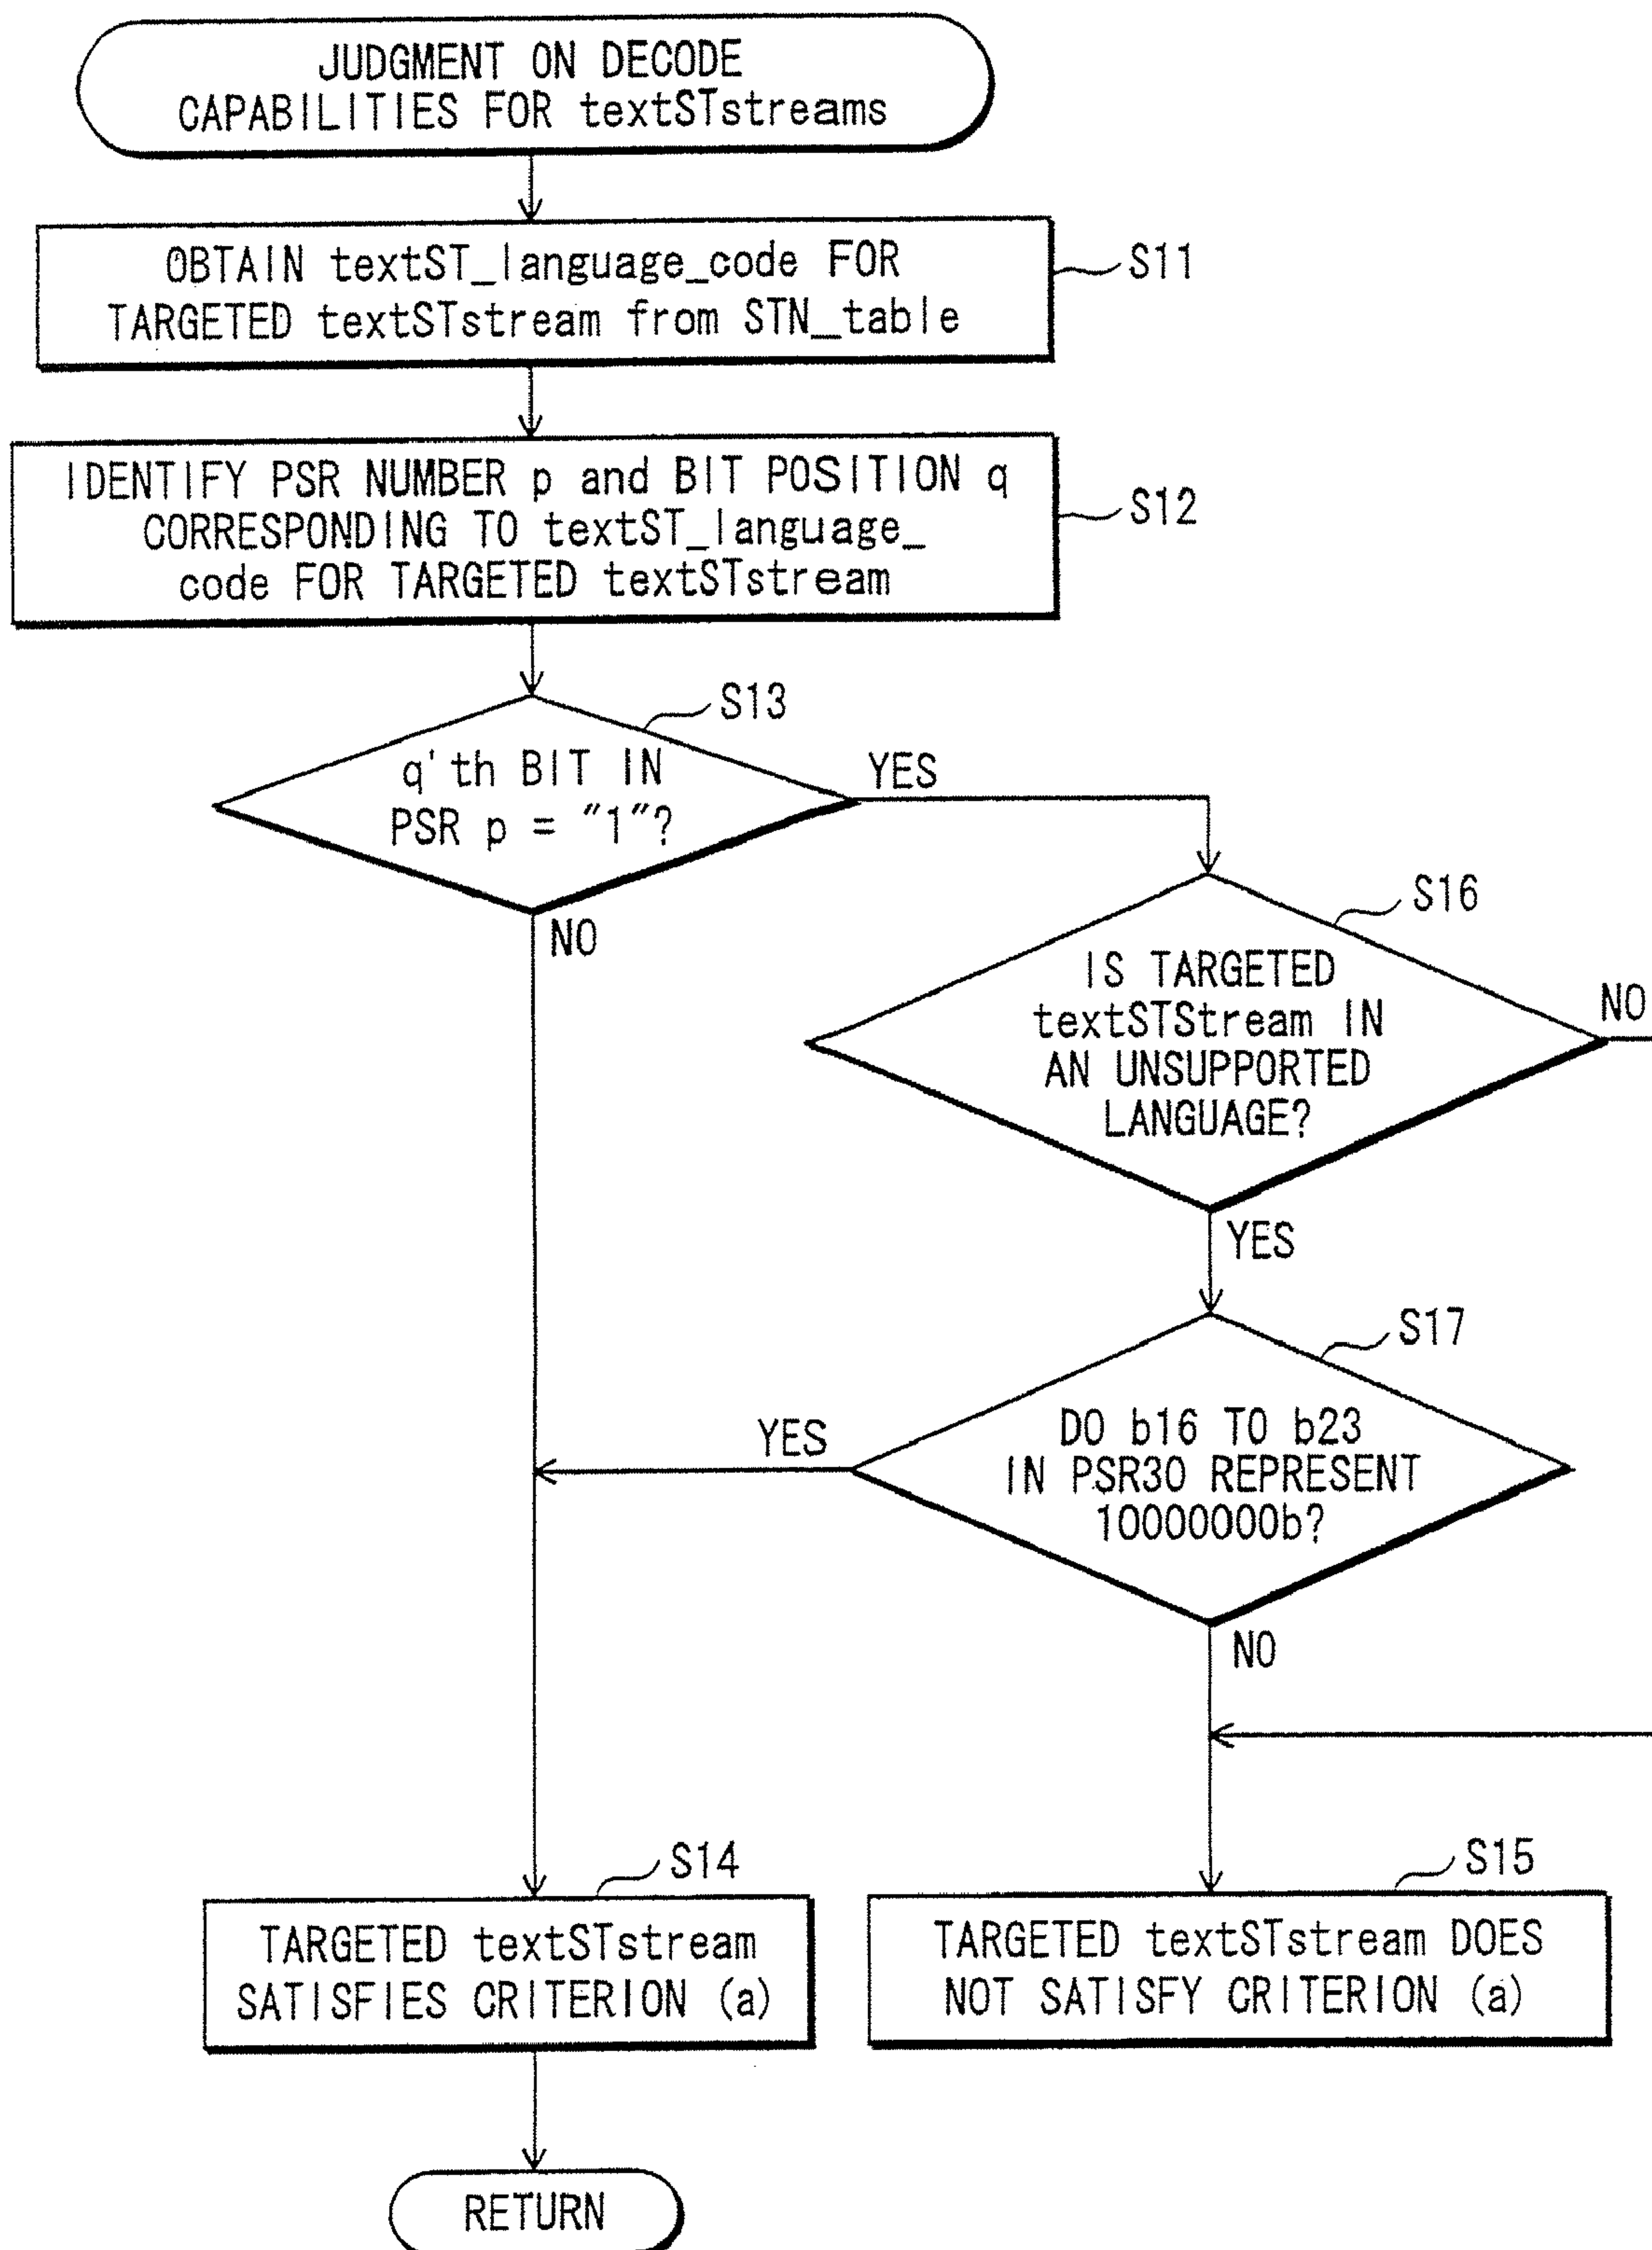 JUDGMENT ON DECODE
CAPABILITIES FOR textSTstreams
OBTAIN textST_language_code FOR
TARGETED textSTstream from STN_table
S11
IDENTIFY PSR NUMBER p and BIT POSITION q
CORRESPONDING TO textST_language_
code FOR TARGETED textSTstream
S12
S13
q'th BIT IN
PSR p = "1"?
YES
NO
S16
IS TARGETED
textSTStream IN
AN UNSUPPORTED
LANGUAGE?
NO
YES
S17
DO b16 TO b23
IN PSR30 REPRESENT
10000000b?
YES
NO
S14
TARGETED textSTstream
SATISFIES CRITERION (a)
S15
TARGETED textSTstream DOES
NOT SATISFY CRITERION (a)
RETURN